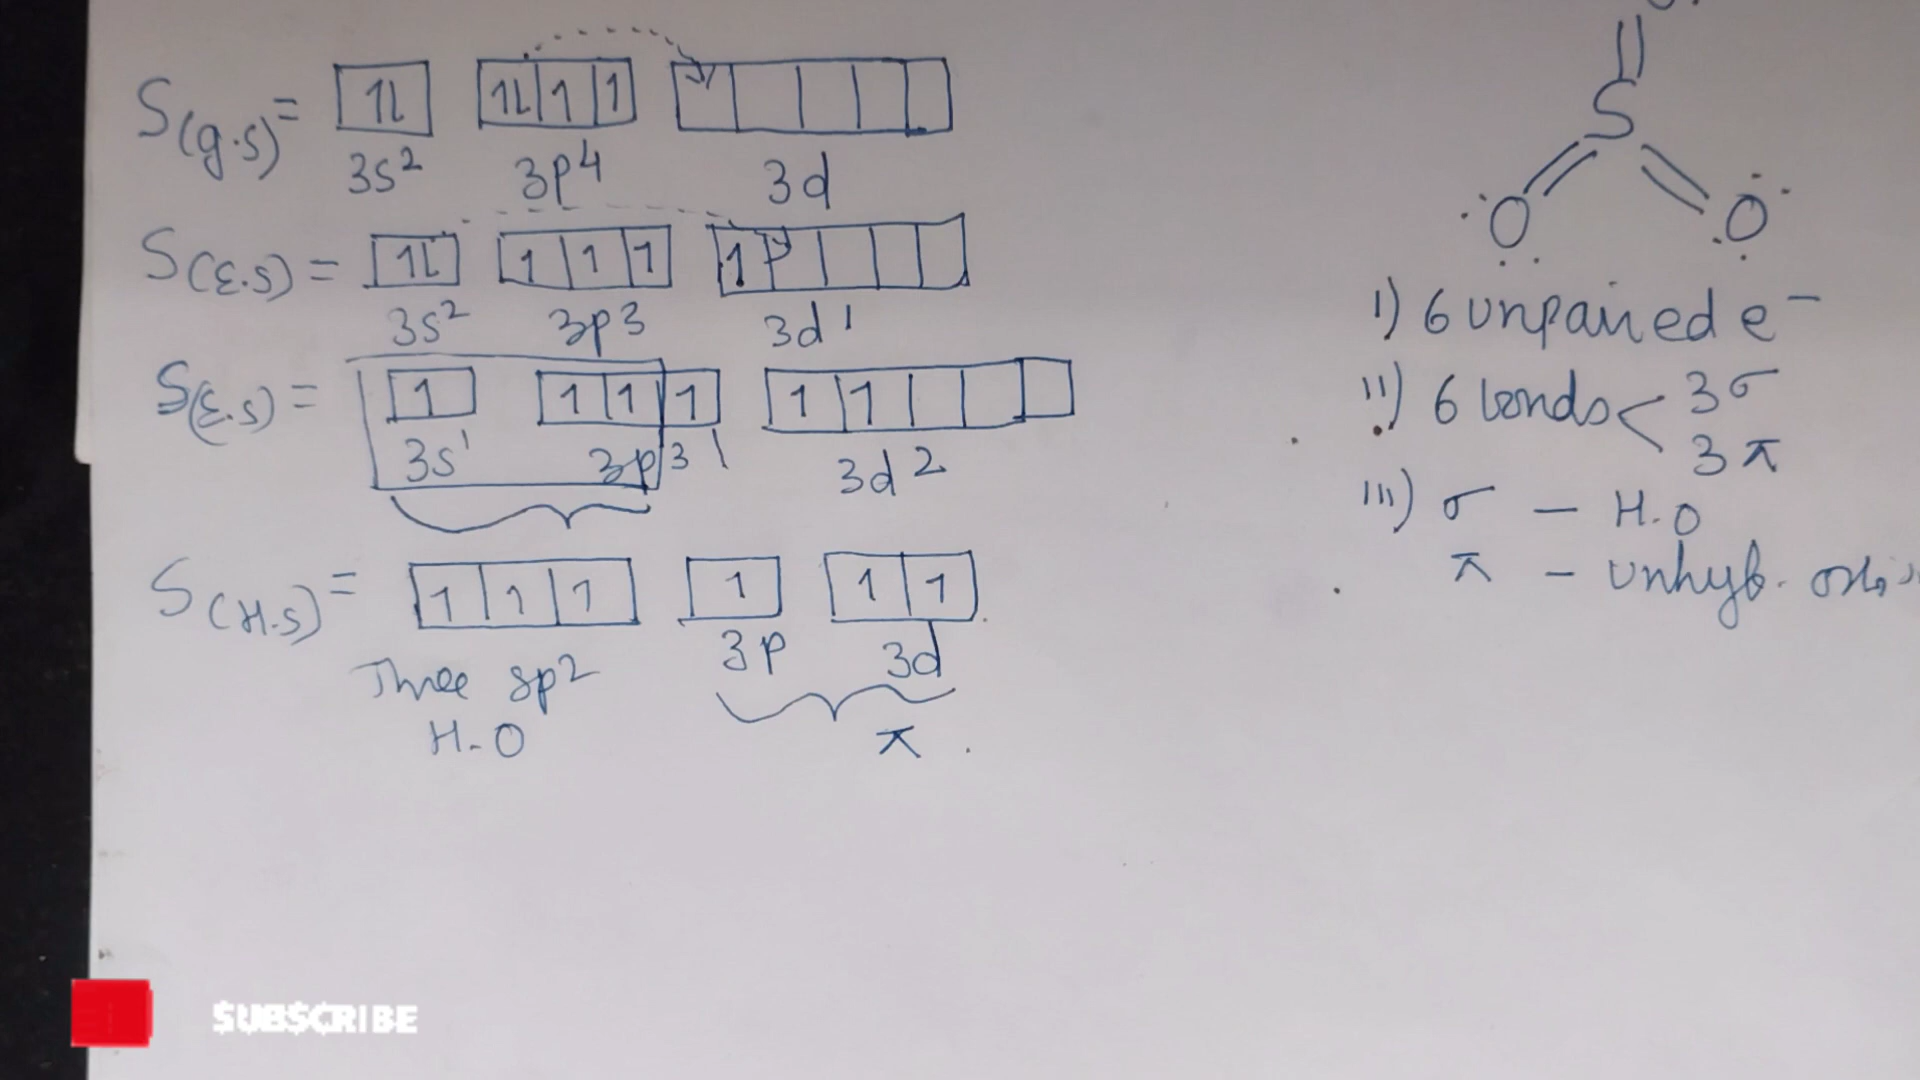 S(g.s) = 1l 1l 1 1
3s² 3p⁴ 3d
S(E.S) = 1l 1 1 1 1
3s² 3p³ 3d¹
S(E.S) = 1 1 1 1 1 1
3s¹ 3p³ 3d²
S(H.S) = 1 1 1 1 1 1
3p 3d
Three sp²
H-O π
S
O O
i) 6 unpaired e⁻
ii) 6 bonds < 3σ
3π
iii) σ — H.O
π — unhyb.
SUBSCRIBE